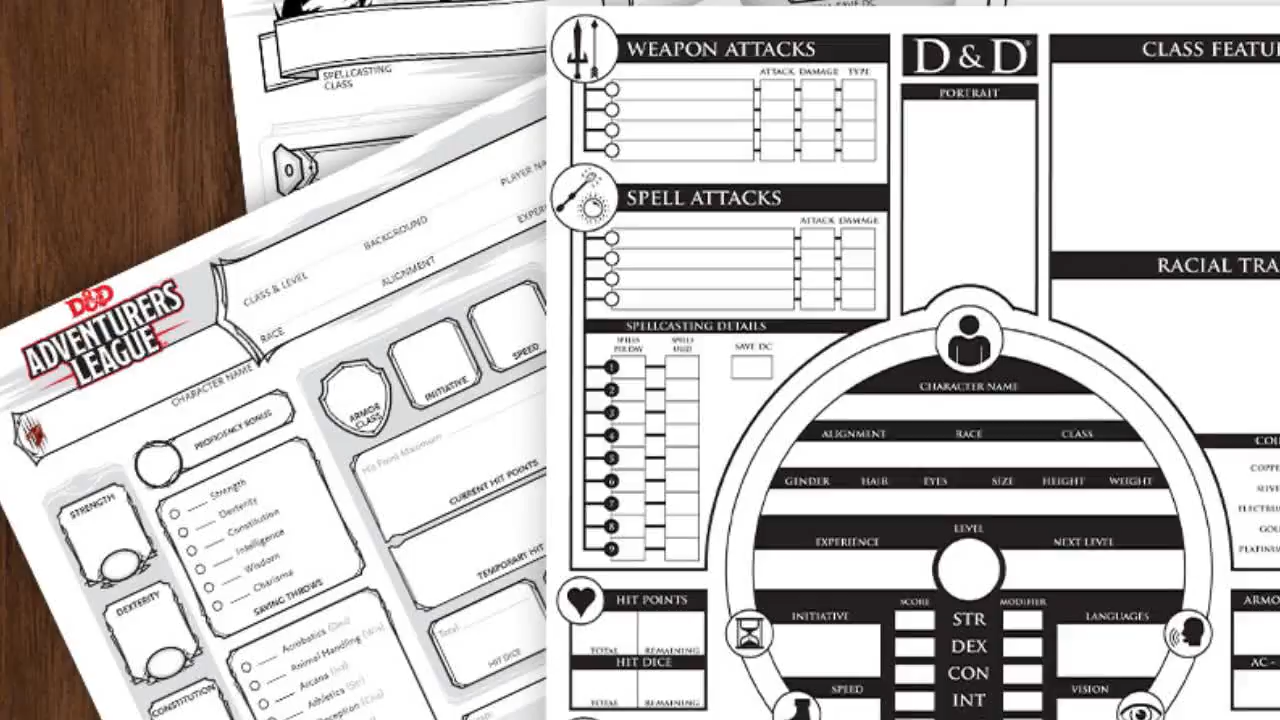 SPELLCASTING
CLASS
0
D&D
ADVENTURERS
LEAGUE
CHARACTER NAME
CLASS & LEVEL
BACKGROUND
RACE
ALIGNMENT
PROFICIENCY BONUS
STRENGTH
DEXTERITY
CONSTITUTION
Strength
Dexterity
Constitution
Intelligence
Wisdom
Charisma
SAVING THROWS
Acrobatics (Dex)
Animal Handling (Wis)
Arcana (Int)
Athletics (Str)
ARMOR
CLASS
INITIATIVE
SPEED
Hit Point Maximum
CURRENT HIT POINTS
TEMPORARY HIT
Total
HIT DICE
WEAPON ATTACKS
ATTACK DAMAGE TYPE
SPELL ATTACKS
ATTACK DAMAGE
SPELLCASTING DETAILS
SPELLS PER DAY
SPELLS USED
SAVE DC
1
2
3
4
5
6
7
8
9
HIT POINTS
TOTAL REMAINING
HIT DICE
TOTAL REMAINING
D&D®
PORTRAIT
CHARACTER NAME
ALIGNMENT RACE CLASS
GENDER HAIR EYES SIZE HEIGHT WEIGHT
LEVEL
EXPERIENCE NEXT LEVEL
SCORE MODIFIER
INITIATIVE STR LANGUAGES
DEX
CON
SPEED INT VISION
CLASS FEATU
RACIAL TRA
COI
COPPE
SILVE
ELECTRU
GOL
PLATINU
ARMO
AC -